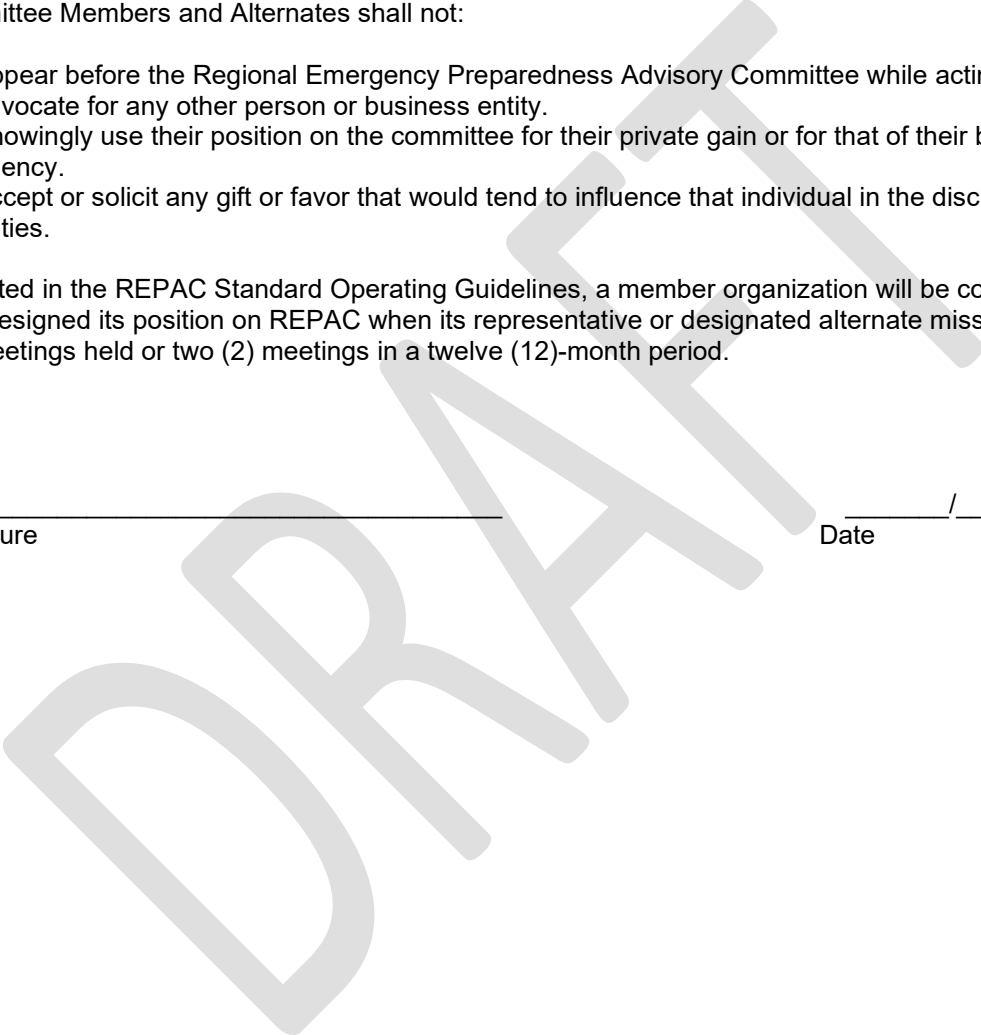 ittee Members and Alternates shall not:
ppear before the Regional Emergency Preparedness Advisory Committee while actin
vocate for any other person or business entity.
nowingly use their position on the committee for their private gain or for that of their b
ency.
ccept or solicit any gift or favor that would tend to influence that individual in the disc
ties.
ted in the REPAC Standard Operating Guidelines, a member organization will be co
esigned its position on REPAC when its representative or designated alternate miss
eetings held or two (2) meetings in a twelve (12)-month period.
___________________________________ _______/__
ure Date
DRAFT